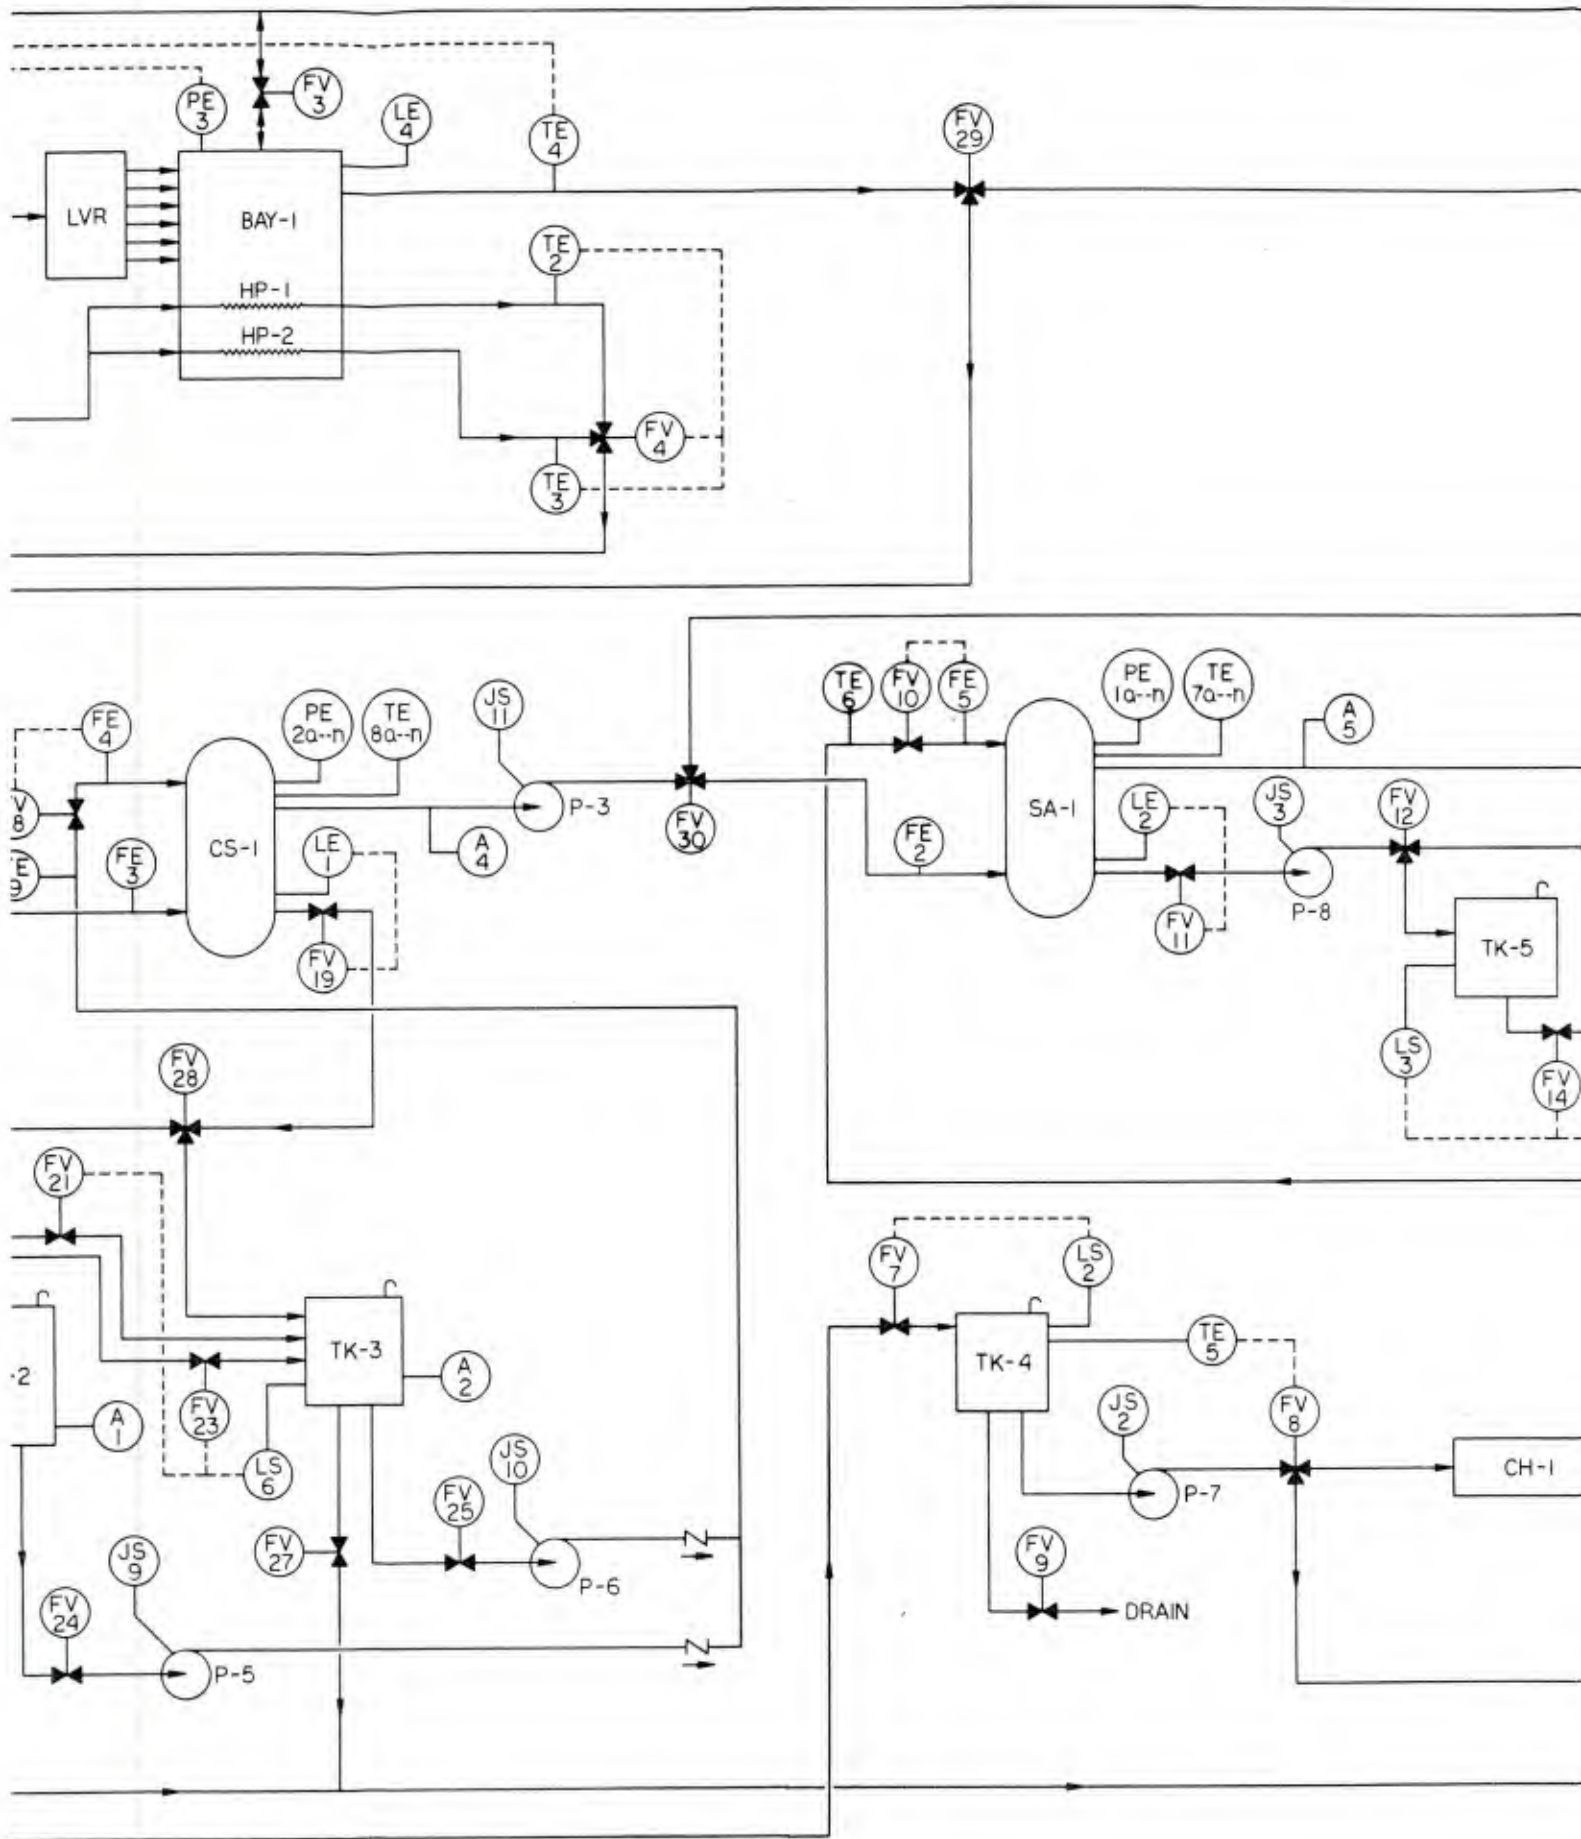 FV
3
PE
3
LE
4
TE
4
FV
29
LVR
BAY-1
TE
2
HP-1
HP-2
FV
4
TE
3
FE
4
PE
2a--n
TE
8a--n
JS
11
TE
6
FV
10
FE
5
PE
1a--n
TE
7a--n
A
5
V
8
P-3
FV
30
SA-1
LE
2
JS
3
FV
12
CS-1
LE
1
A
4
FE
2
E
9
FE
3
P-8
FV
11
TK-5
FV
19
LS
3
FV
28
FV
14
FV
21
FV
7
LS
2
TK-3
TK-4
TE
5
-2
A
2
A
1
FV
23
JS
2
FV
8
LS
6
JS
10
FV
25
P-7
CH-1
FV
27
JS
9
P-6
FV
9
FV
24
DRAIN
P-5